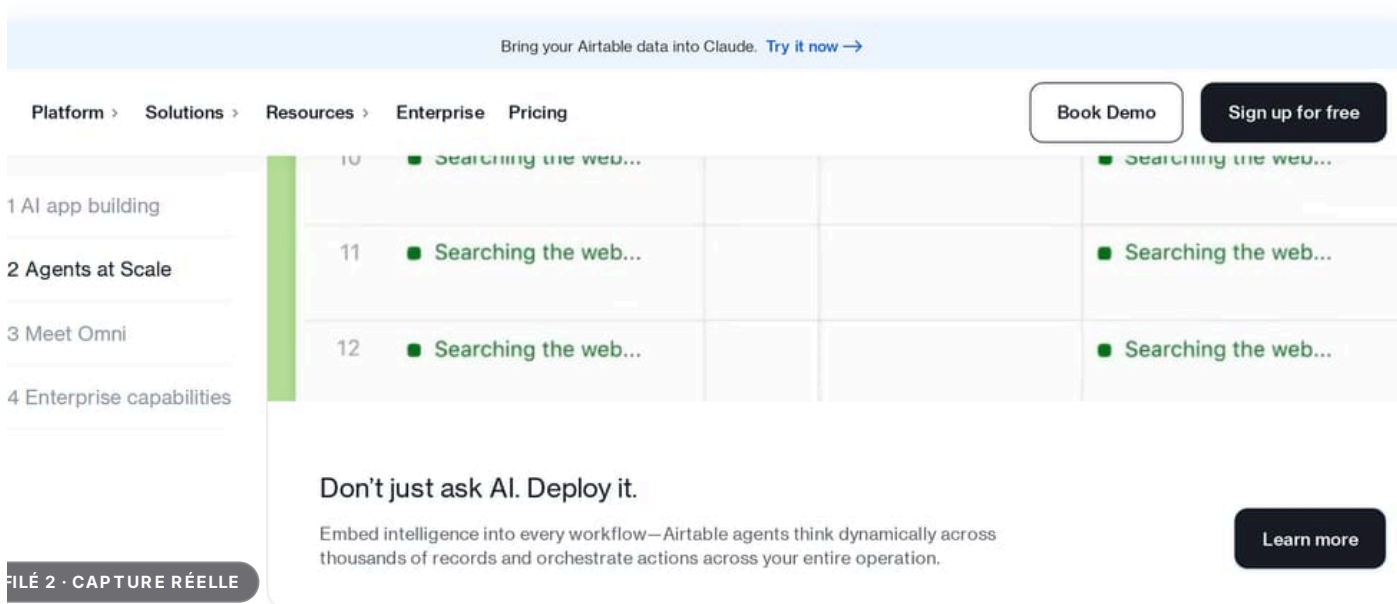 Bring your Airtable data into Claude. Try it now →
Platform › Solutions › Resources › Enterprise Pricing Book Demo Sign up for free
10 Searching the web... Searching the web...
1 AI app building
11 Searching the web... Searching the web...
2 Agents at Scale
3 Meet Omni
12 Searching the web... Searching the web...
4 Enterprise capabilities
Don’t just ask AI. Deploy it.
Embed intelligence into every workflow—Airtable agents think dynamically across
thousands of records and orchestrate actions across your entire operation.
Learn more
FILÉ 2 · CAPTURE RÉELLE